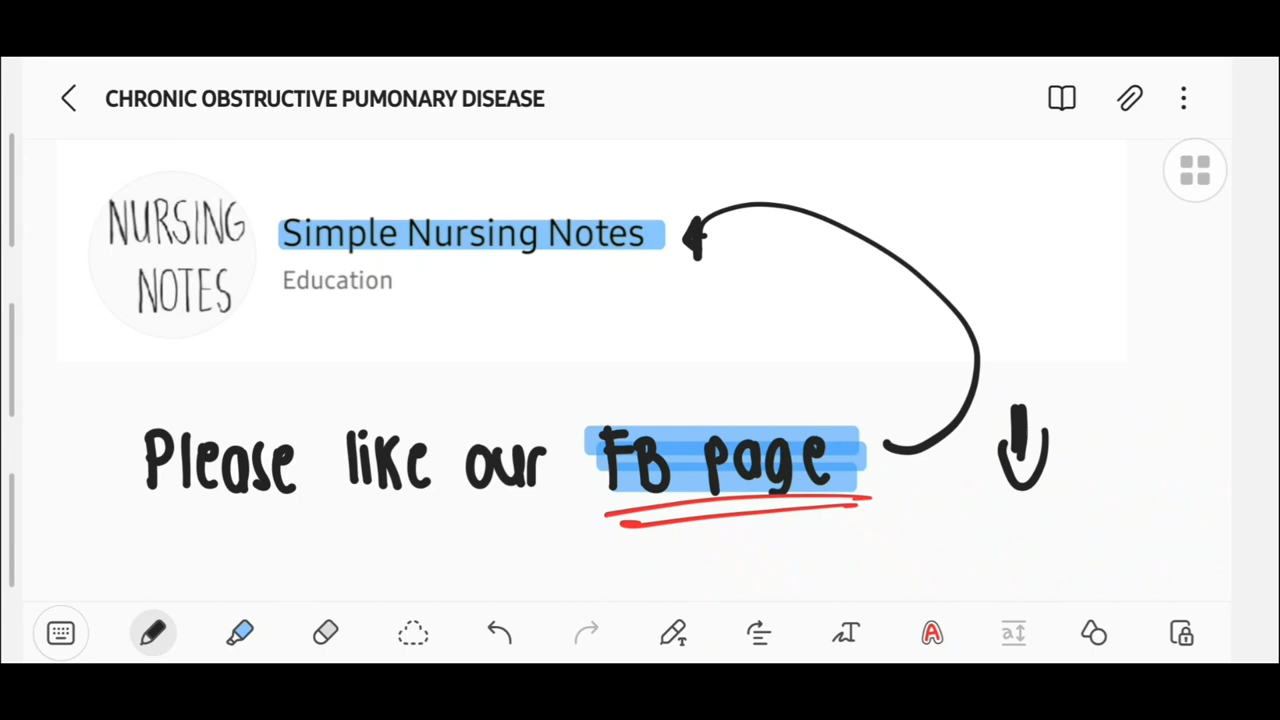 CHRONIC OBSTRUCTIVE PUMONARY DISEASE
NURSING
NOTES
Simple Nursing Notes
Education
Please like our FB page